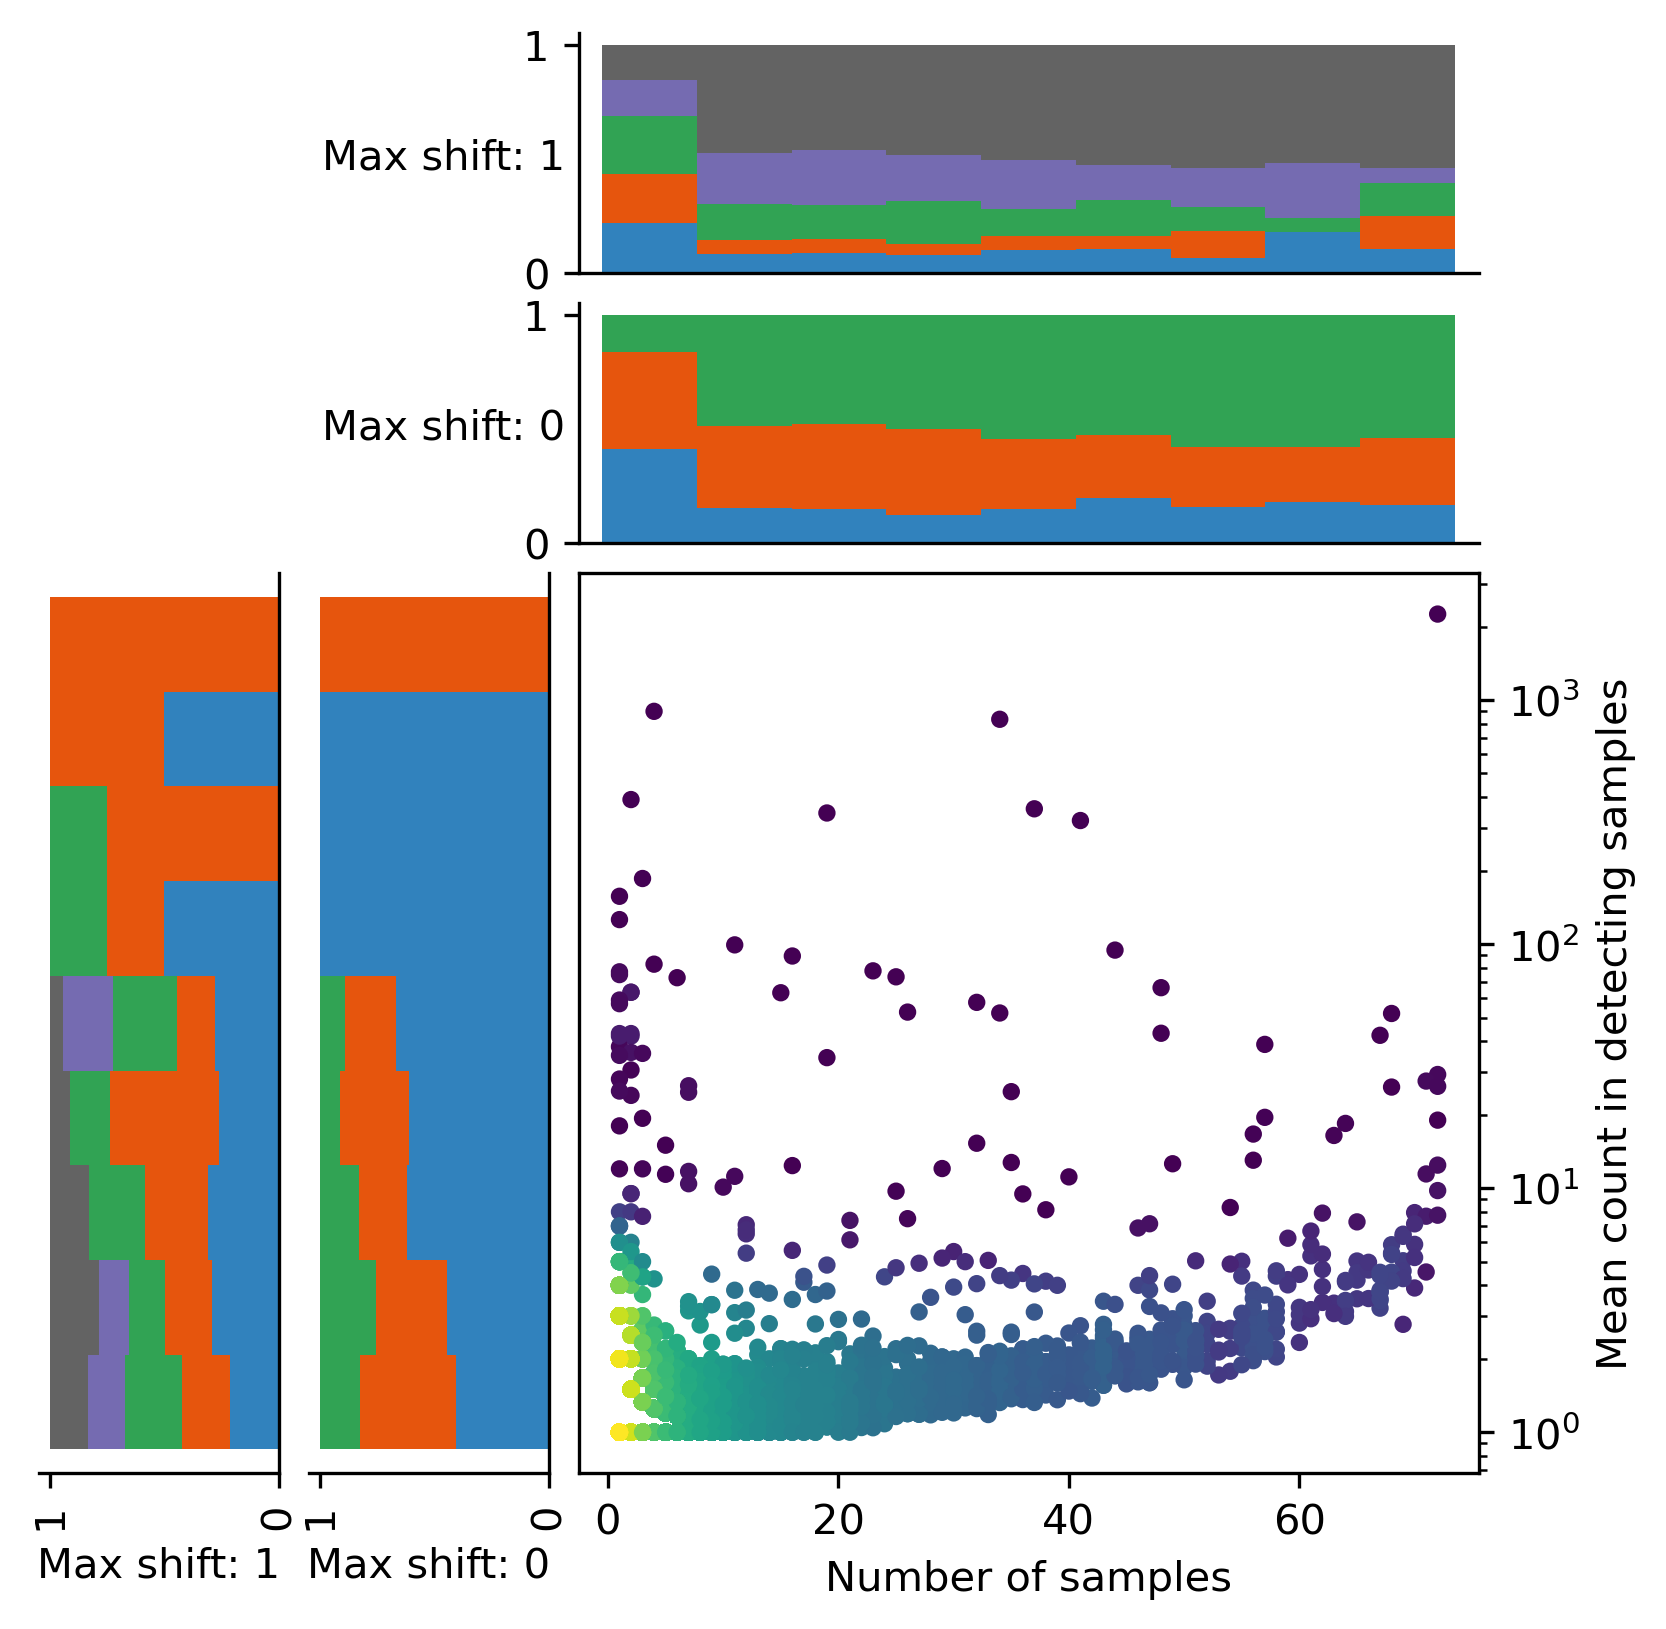 1
Max shift: 1
0
1
Max shift: 0
0
10³
10²
10¹
10⁰
Mean count in detecting samples
1
0
1
0
0
20
40
60
Max shift: 1
Max shift: 0
Number of samples